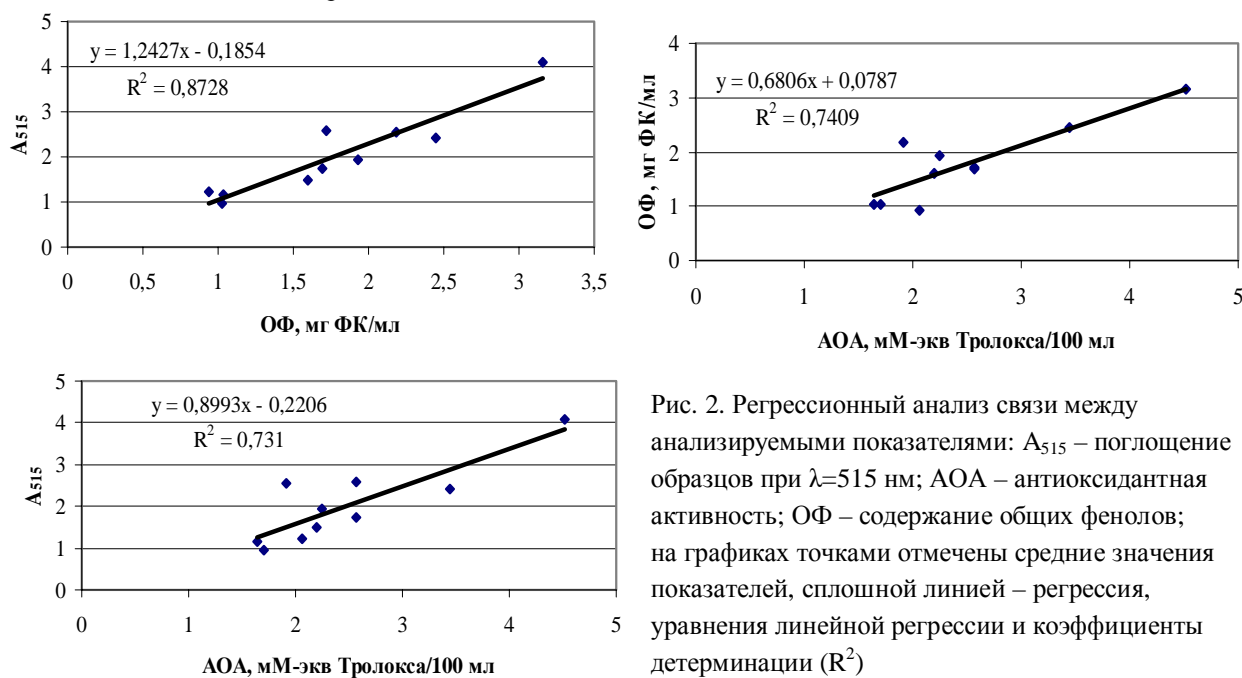 y = 1,2427x - 0,1854
R² = 0,8728
5
4
3
2
1
0
A₅₁₅
0 0,5 1 1,5 2 2,5 3 3,5
ОФ, мг ФК/мл
y = 0,6806x + 0,0787
R² = 0,7409
4
3
2
1
0
ОФ, мг ФК/мл
0 1 2 3 4 5
АОА, мМ-экв Тролокса/100 мл
y = 0,8993x - 0,2206
R² = 0,731
5
4
3
2
1
0
A₅₁₅
0 1 2 3 4 5
АОА, мМ-экв Тролокса/100 мл
Рис. 2. Регрессионный анализ связи между
анализируемыми показателями: A₅₁₅ – поглощение
образцов при λ=515 нм; АОА – антиоксидантная
активность; ОФ – содержание общих фенолов;
на графиках точками отмечены средние значения
показателей, сплошной линией – регрессия,
уравнения линейной регрессии и коэффициенты
детерминации (R²)